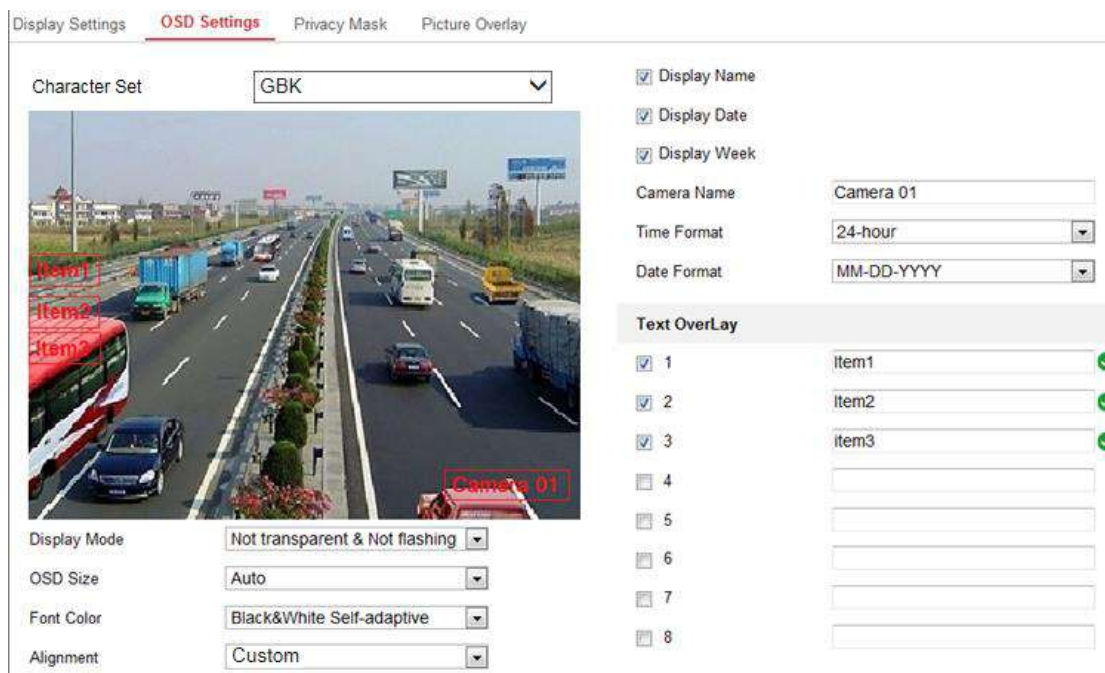 Display Settings OSD Settings Privacy Mask Picture Overlay
Character Set GBK
Item1
Item2
Item3
Camera 01
Display Mode Not transparent & Not flashing
OSD Size Auto
Font Color Black&White Self-adaptive
Alignment Custom
Display Name
Display Date
Display Week
Camera Name Camera 01
Time Format 24-hour
Date Format MM-DD-YYYY
Text OverLay
1 Item1
2 Item2
3 item3
4
5
6
7
8